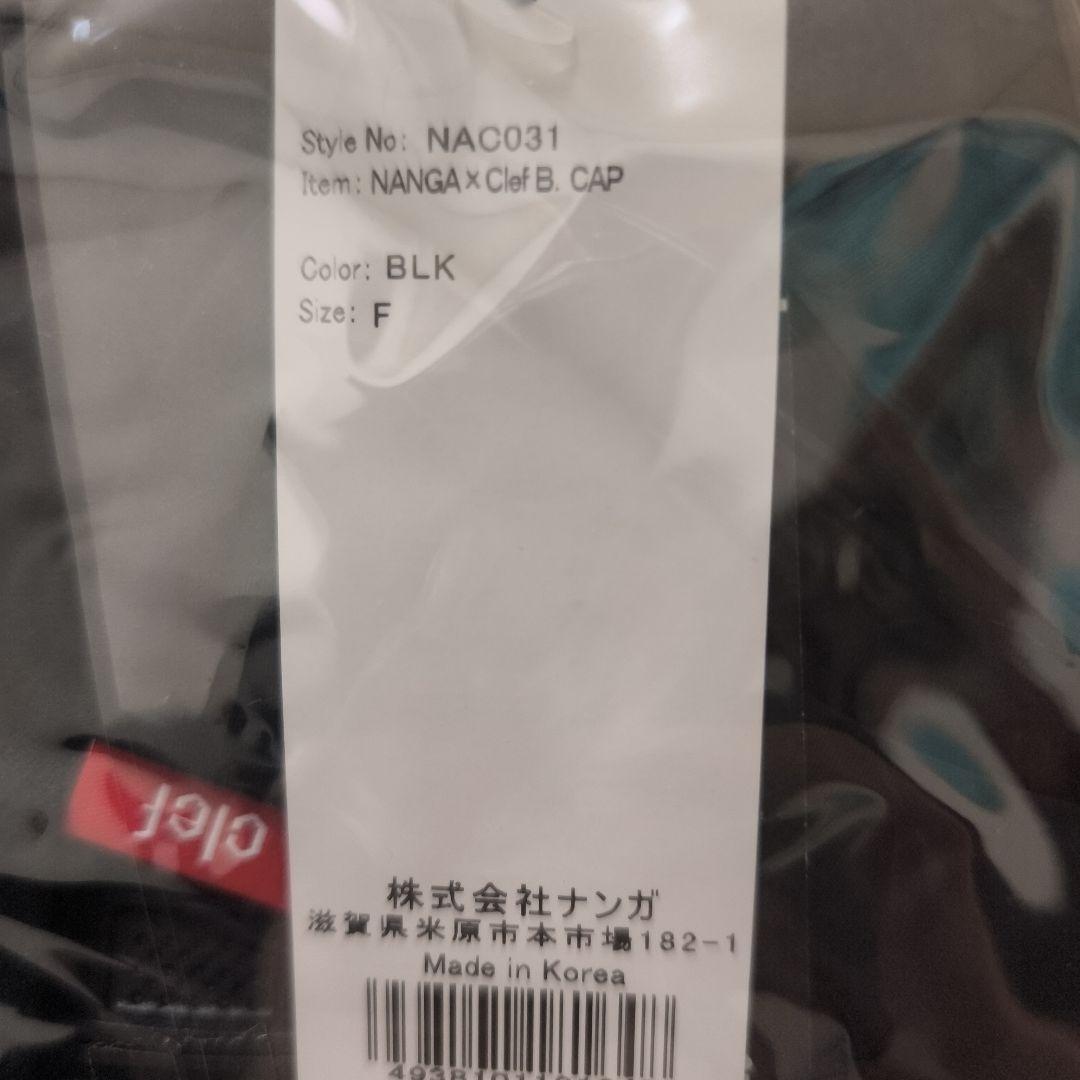 Style No: NAC031
Item: NANGA×Clef B. CAP
Color: BLK
Size: F
clef
株式会社ナンガ
滋賀県米原市本市場182-1
Made in Korea